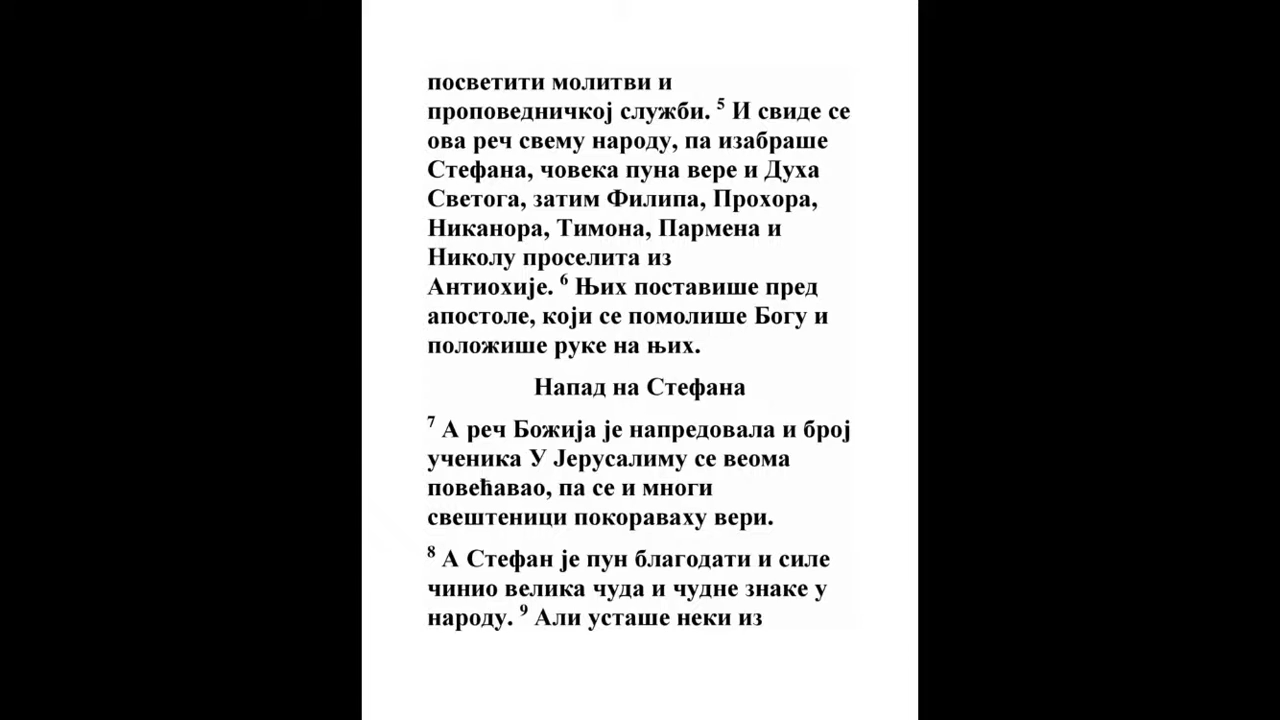 посветити молитви и
проповедничкој служби. ⁵ И свиде се
ова реч свему народу, па изабраше
Стефана, човека пуна вере и Духа
Светога, затим Филипа, Прохора,
Никанора, Тимона, Пармена и
Николу проселита из
Антиохије. ⁶ Њих поставише пред
апостоле, који се помолише Богу и
положише руке на њих.
Напад на Стефана
⁷ А реч Божија је напредовала и број
ученика У Јерусалиму се веома
повећавао, па се и многи
свештеници покораваху вери.
⁸ А Стефан је пун благодати и силе
чинио велика чуда и чудне знаке у
народу. ⁹ Али усташе неки из